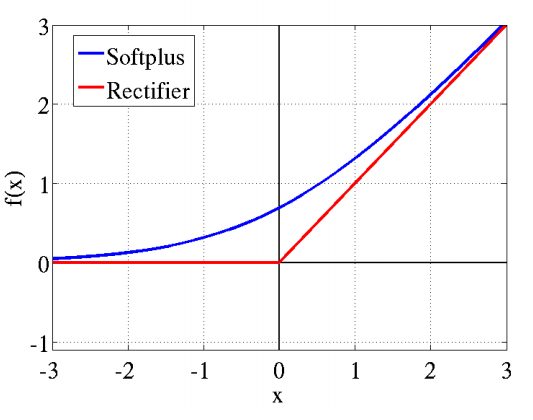 3
Softplus
Rectifier
2
f(x)
1
0
-1
-3 -2 -1 0 1 2 3
x